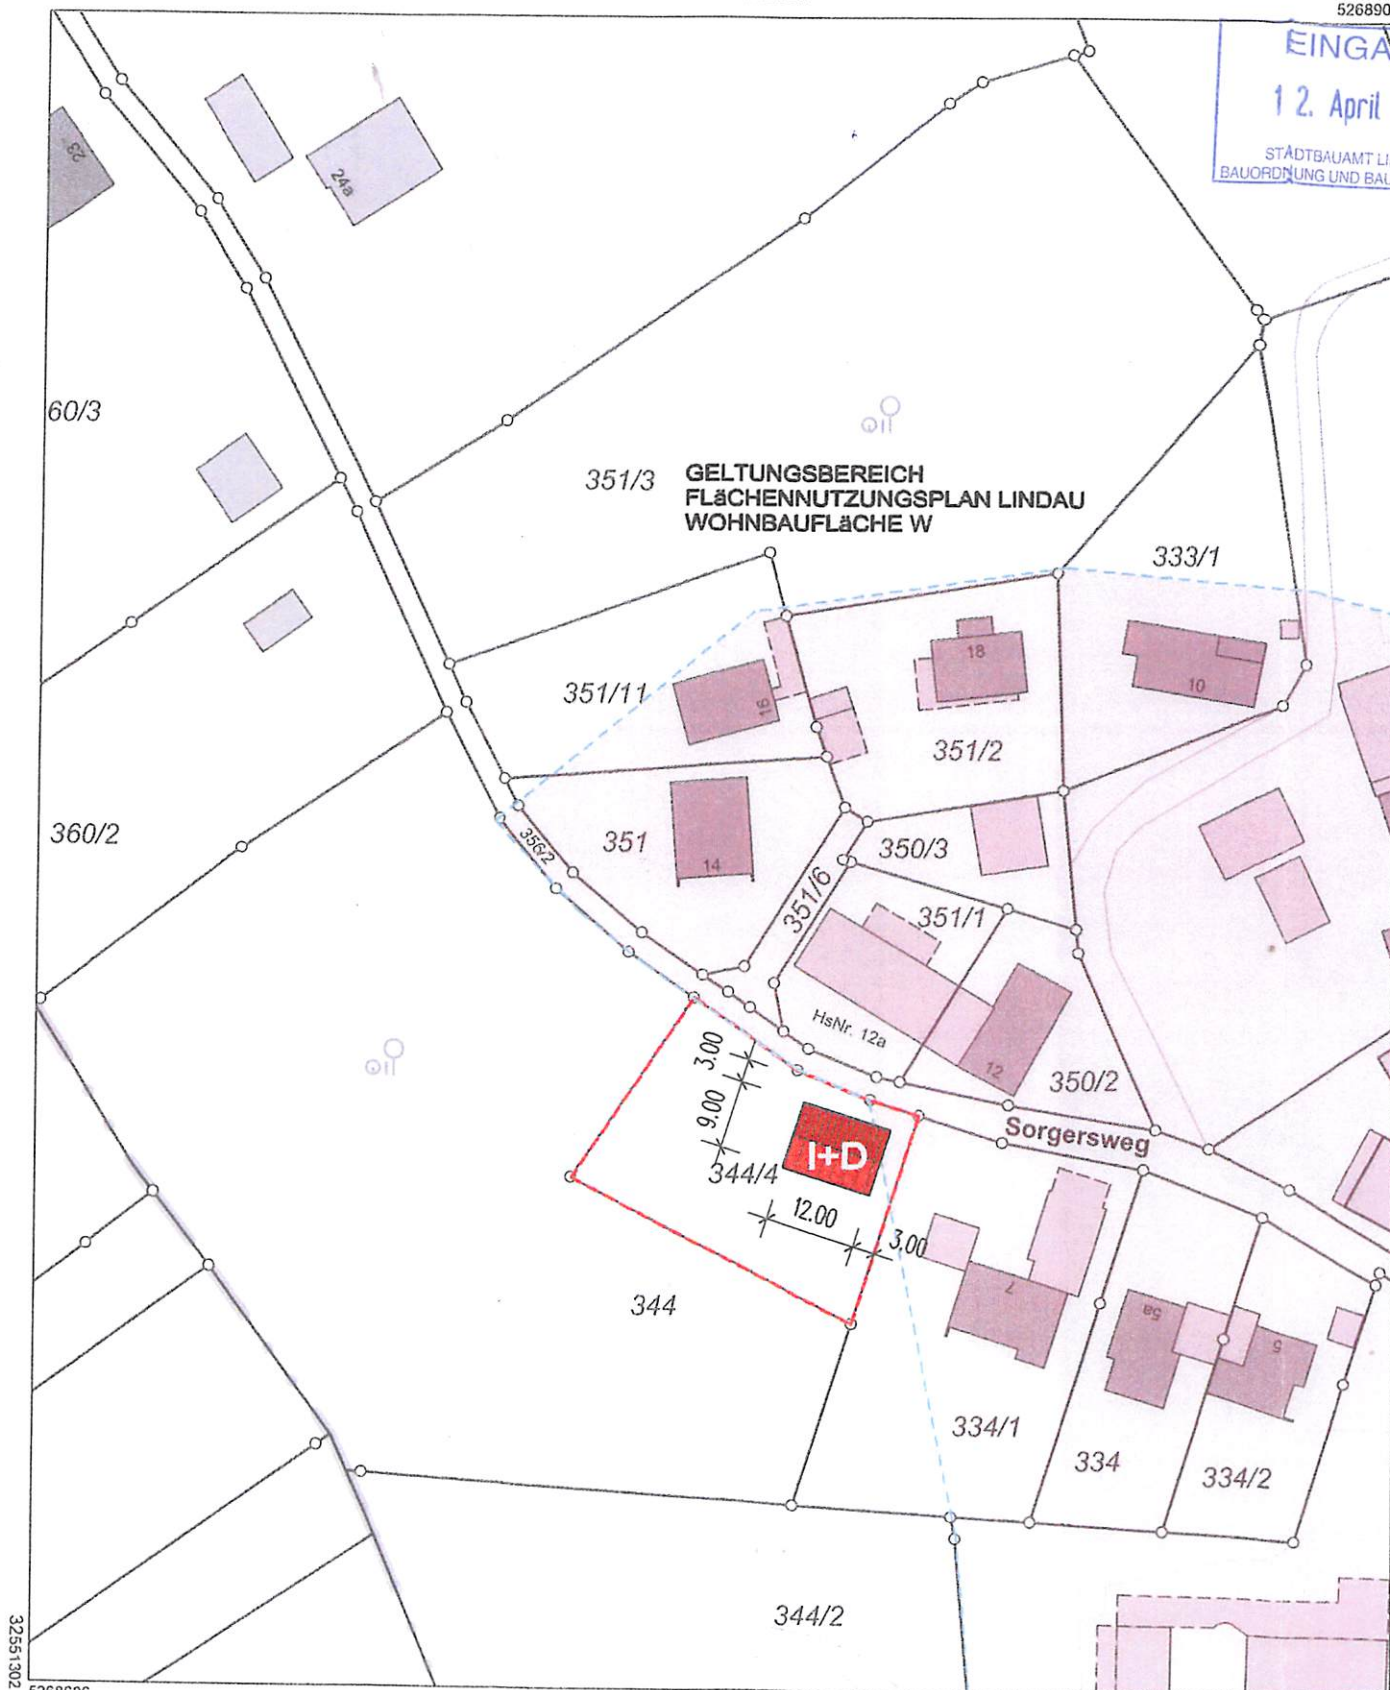 526890
EINGA
12. April
STADTBAUAMT LI
BAUORDNUNG UND BAU
23
24a
60/3
351/3
GELTUNGSBEREICH
FLäCHENNUTZUNGSPLAN LINDAU
WOHNBAUFLäCHE W
333/1
18
10
351/11
16
351/2
360/2
356/2
351
14
350/3
351/6
351/1
HsNr. 12a
12
350/2
3.00
9.00
Sorgersweg
I+D
344/4
12.00
3.00
7
344
5a
5
334/1
334
334/2
344/2
32551302